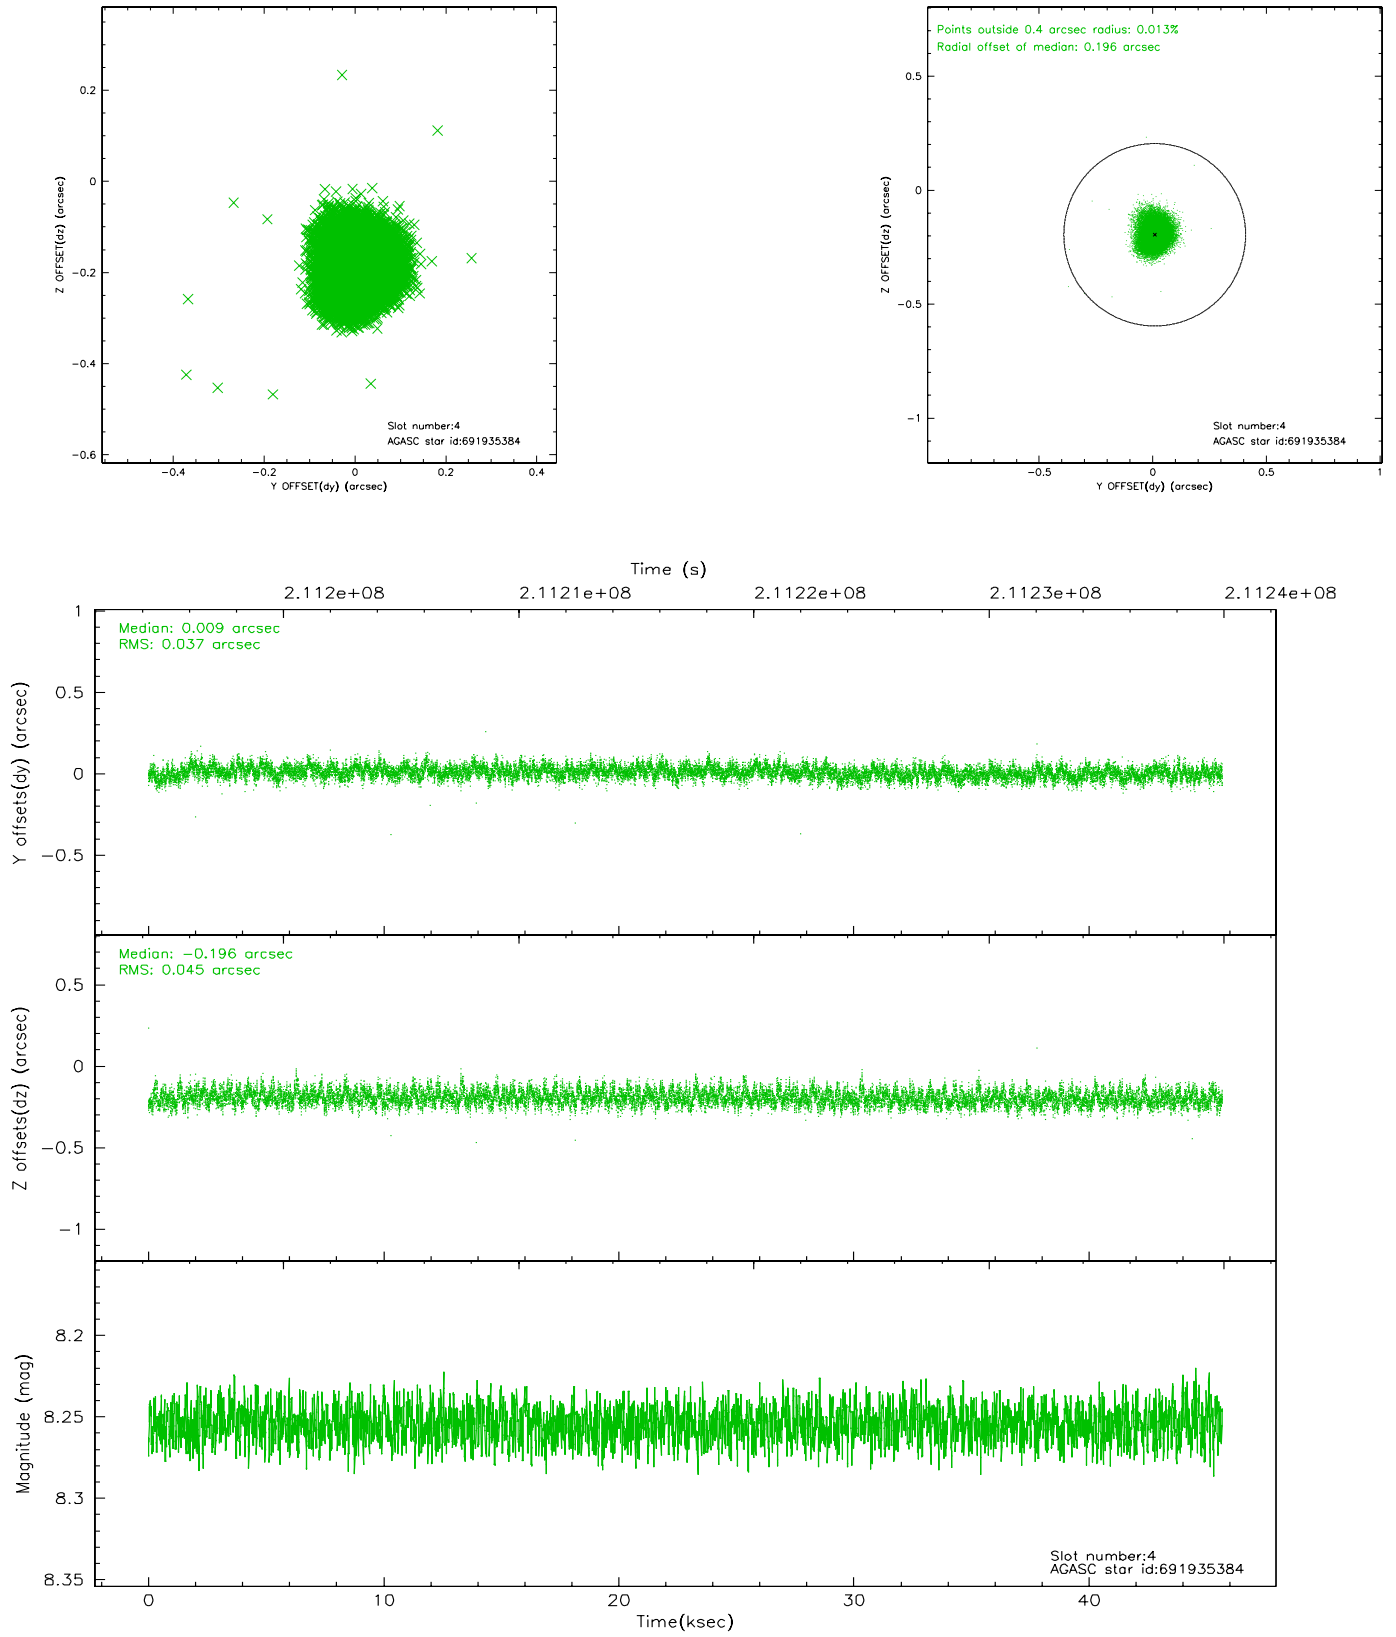 0.2
0
−0.2
−0.4
−0.6
Z OFFSET(dz) (arcsec)
Slot number:4
AGASC star id:691935384
−0.4
−0.2
0
0.2
0.4
Y OFFSET(dy) (arcsec)
Points outside 0.4 arcsec radius: 0.013%
Radial offset of median: 0.196 arcsec
0.5
0
−0.5
−1
Z OFFSET(dz) (arcsec)
Slot number:4
AGASC star id:691935384
−0.5
0
0.5
1
Y OFFSET(dy) (arcsec)
Time (s)
2.112e+08
2.1121e+08
2.1122e+08
2.1123e+08
2.1124e+08
Median: 0.009 arcsec
RMS: 0.037 arcsec
1
0.5
0
−0.5
Y offsets(dy) (arcsec)
Median: −0.196 arcsec
RMS: 0.045 arcsec
0.5
0
−0.5
−1
Z offsets(dz) (arcsec)
8.2
8.25
8.3
8.35
Magnitude (mag)
Slot number:4
AGASC star id:691935384
0
10
20
30
40
Time(ksec)